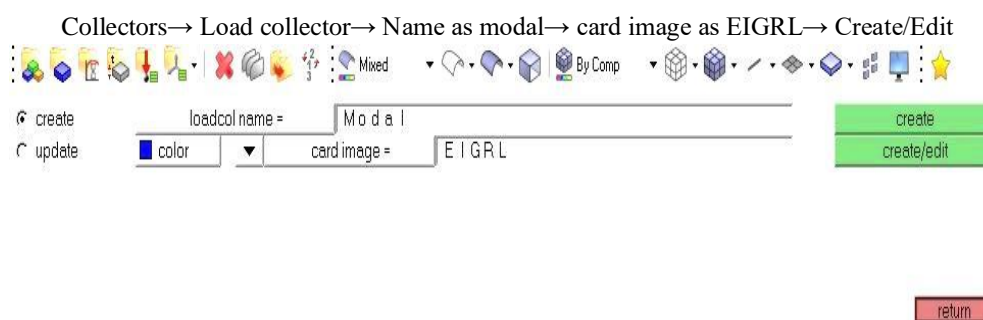 Collectors→ Load collector→ Name as modal→ card image as EIGRL→ Create/Edit
Mixed By Comp
create loadcol name = Modal create
update color card image = EIGRL create/edit
return